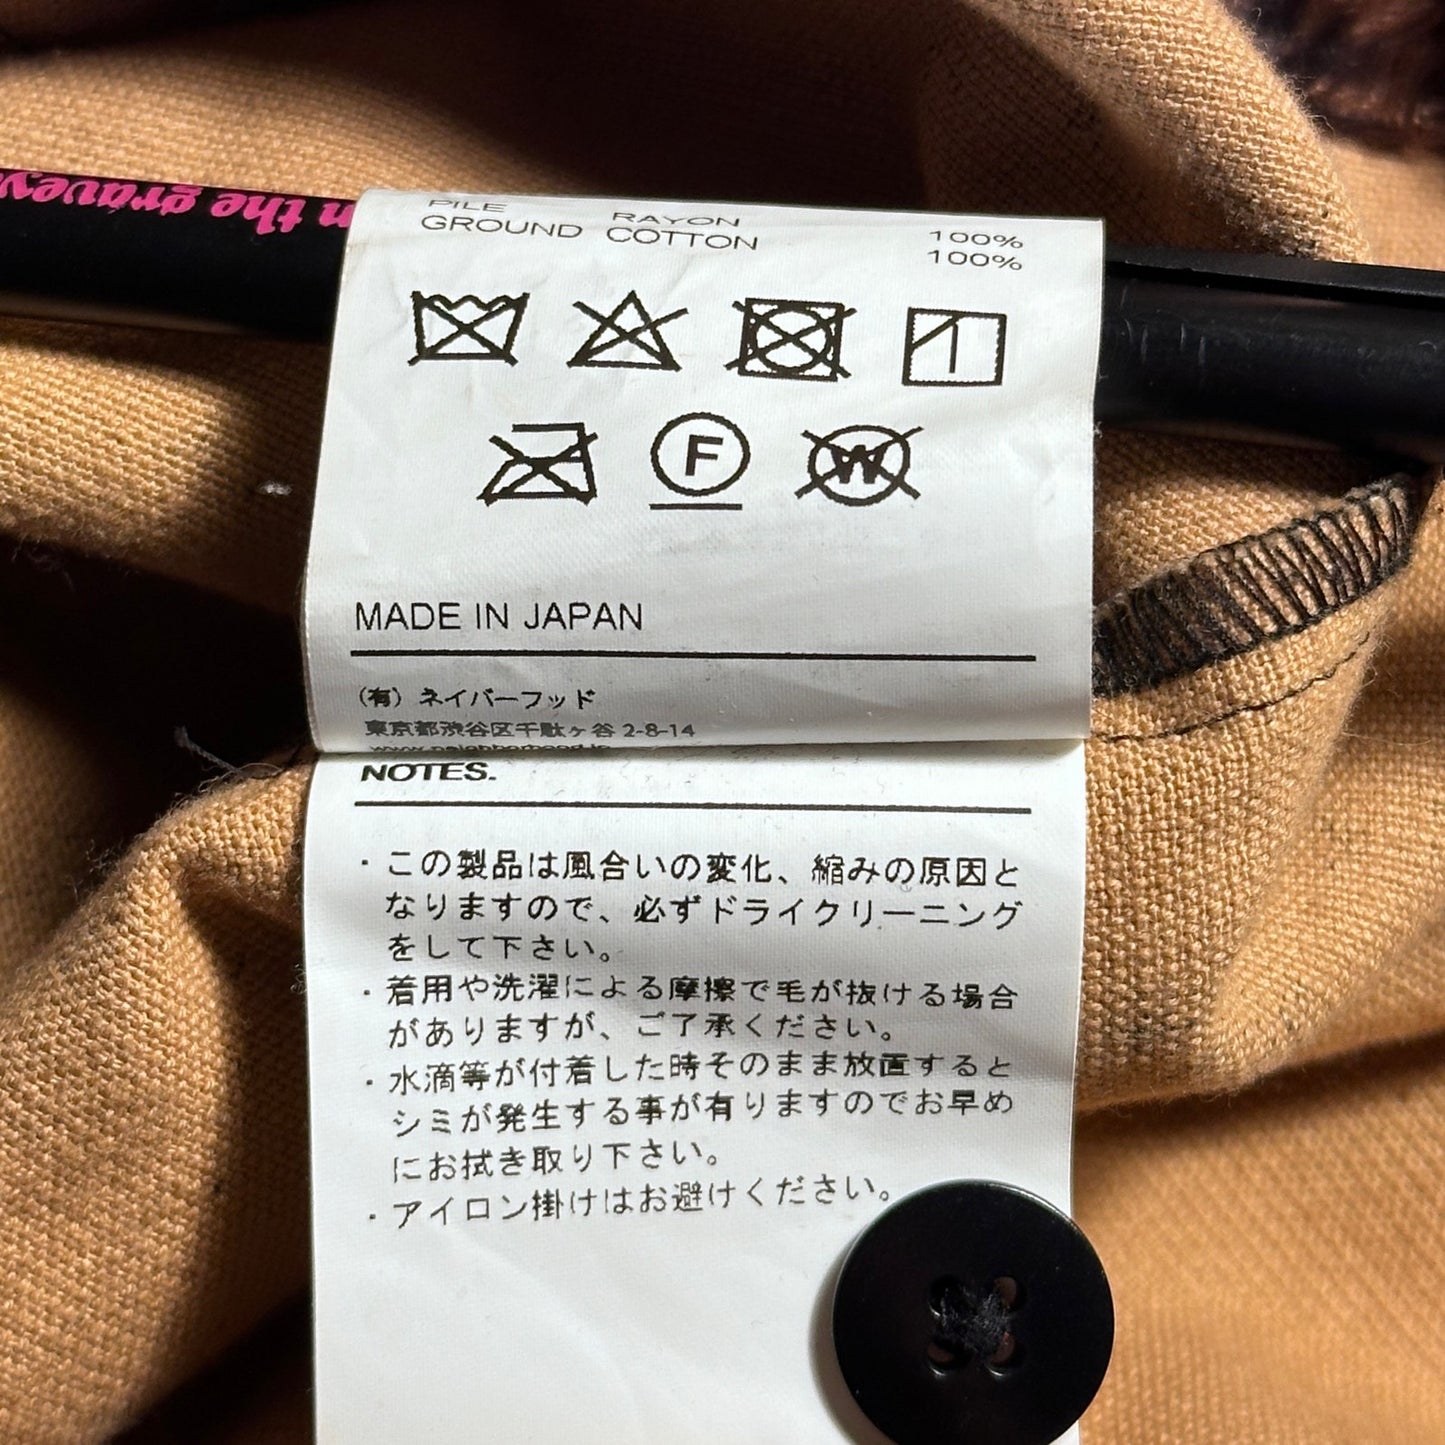 n the gravey
PILE RAYON 100%
GROUND COTTON 100%
F
W
MADE IN JAPAN
(有) ネイバーフッド
東京都渋谷区千駄ヶ谷 2-8-14
www.neighborhood.jp
NOTES.
・この製品は風合いの変化、縮みの原因と
なりますので、必ずドライクリーニング
をして下さい。
・着用や洗濯による摩擦で毛が抜ける場合
がありますが、ご了承ください。
・水滴等が付着した時そのまま放置すると
シミが発生する事が有りますのでお早め
にお拭き取り下さい。
・アイロン掛けはお避けください。